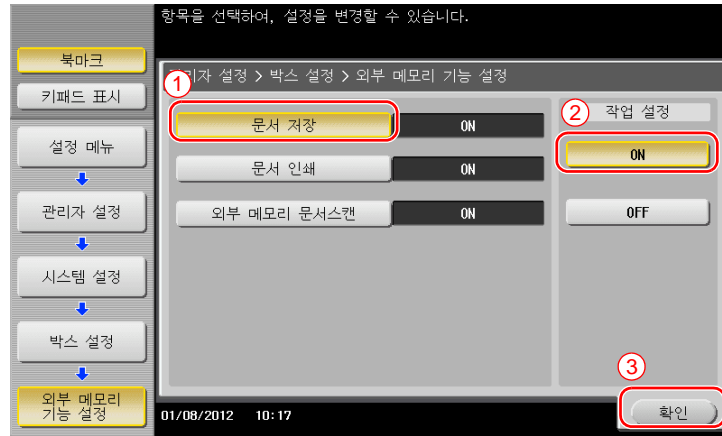 항목을 선택하여, 설정을 변경할 수 있습니다.
북마크
키패드 표시
설정 메뉴
관리자 설정
시스템 설정
박스 설정
외부 메모리
기능 설정
1
자 설정 > 박스 설정 > 외부 메모리 기능 설정
문서 저장 ON
문서 인쇄 ON
외부 메모리 문서스캔 ON
2 작업 설정
ON
OFF
3
확인
01/08/2012 10:17